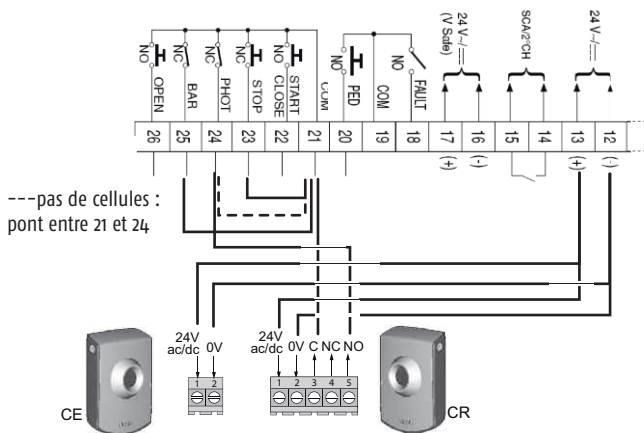 24 V~/⎓
(V Safe)
SCA/2°CH
24 V~/⎓
NO
NC
NC
NC
NO
NO
NO
OPEN
BAR
PHOT
STOP
CLOSE
START
COM
PED
COM
FAULT
26 25 24 23 22 21 20 19 18 17 16 15 14 13 12
(+) (-) (+) (-)
---pas de cellules :
pont entre 21 et 24
24V
ac/dc 0V
24V
ac/dc 0V C NC NO
1 2
1 2 3 4 5
CE
CR